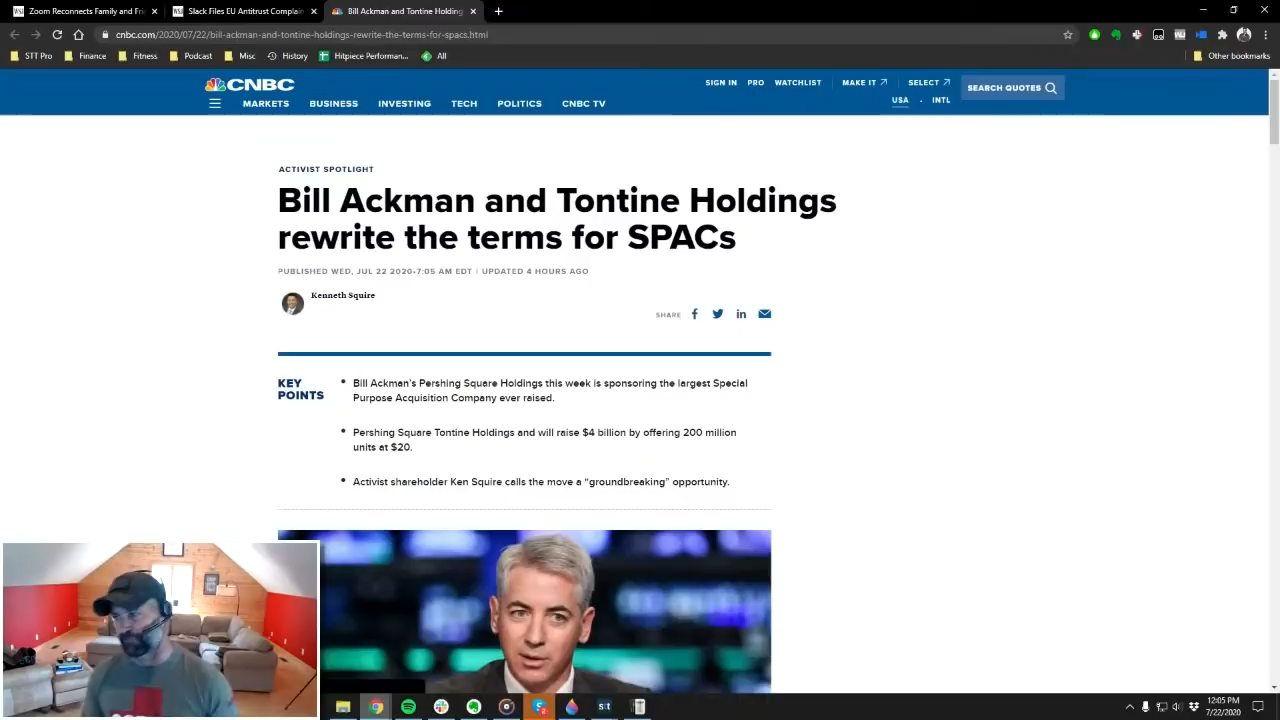 Zoom Reconnects Family and Fri
Slack Files EU Antitrust Complain
Bill Ackman and Tontine Holding
cnbc.com/2020/07/22/bill-ackman-and-tontine-holdings-rewrite-the-terms-for-spacs.html
STT Pro
Business
Fitness
Podcast
Misc
History
Hitpiece Performan...
All
Other bookmarks
CNBC
SIGN IN
PRO
WATCHLIST
MAKE IT
SELECT
SEARCH QUOTES
USA
INTL
MARKETS
BUSINESS
INVESTING
TECH
POLITICS
CNBC TV
ACTIVIST SPOTLIGHT
Bill Ackman and Tontine Holdings
rewrite the terms for SPACs
PUBLISHED WED, JUL 22 2020•7:05 AM EDT | UPDATED 4 HOURS AGO
Kenneth Squire
SHARE
KEY
POINTS
• Bill Ackman's Pershing Square Holdings this week is sponsoring the largest Special
Purpose Acquisition Company ever raised.
• Pershing Square Tontine Holdings and will raise $4 billion by offering 200 million
units at $20.
• Activist shareholder Ken Squire calls the move a “groundbreaking” opportunity.
12:05 PM
7/22/2020